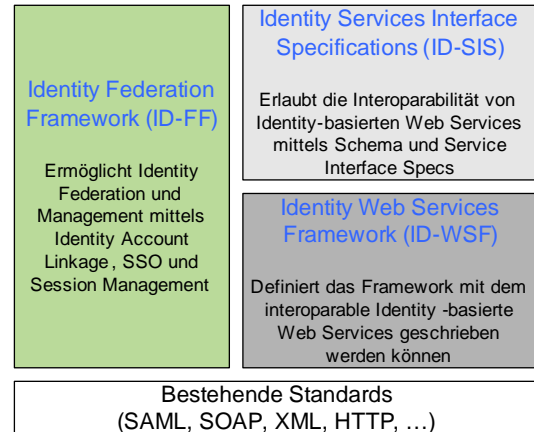 Identity Federation
Framework (ID-FF)
Ermöglicht Identity
Federation und
Management mittels
Identity Account
Linkage, SSO und
Session Management
Identity Services Interface
Specifications (ID-SIS)
Erlaubt die Interoparabilität von
Identity-basierten Web Services
mittels Schema und Service
Interface Specs
Identity Web Services
Framework (ID-WSF)
Definiert das Framework mit dem
interoparable Identity -basierte
Web Services geschrieben
werden können
Bestehende Standards
(SAML, SOAP, XML, HTTP, …)